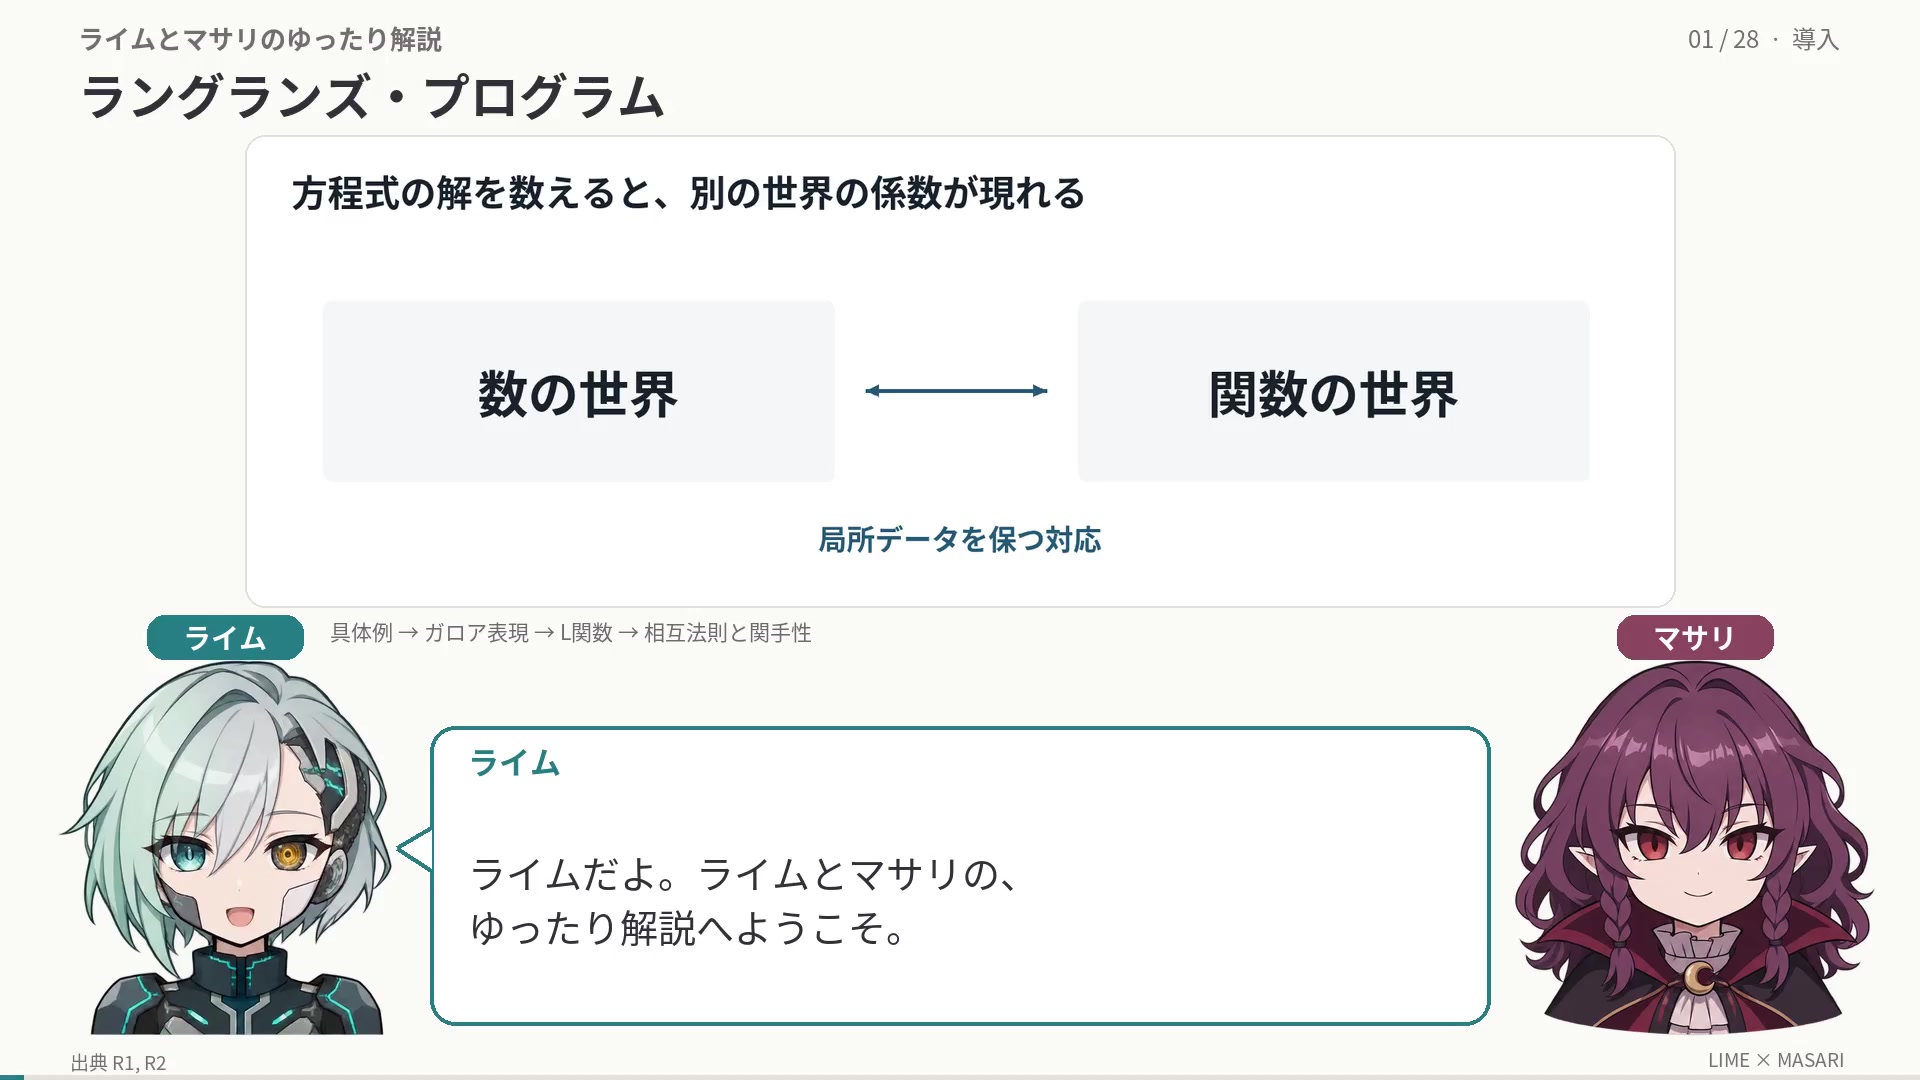 ライムとマサリのゆったり解説
01 / 28 · 導入
ラングランズ・プログラム
方程式の解を数えると、別の世界の係数が現れる
数の世界
関数の世界
局所データを保つ対応
ライム
具体例 → ガロア表現 → L関数 → 相互法則と関手性
マサリ
ライム
ライムだよ。ライムとマサリの、
ゆったり解説へようこそ。
出典 R1, R2
LIME × MASARI